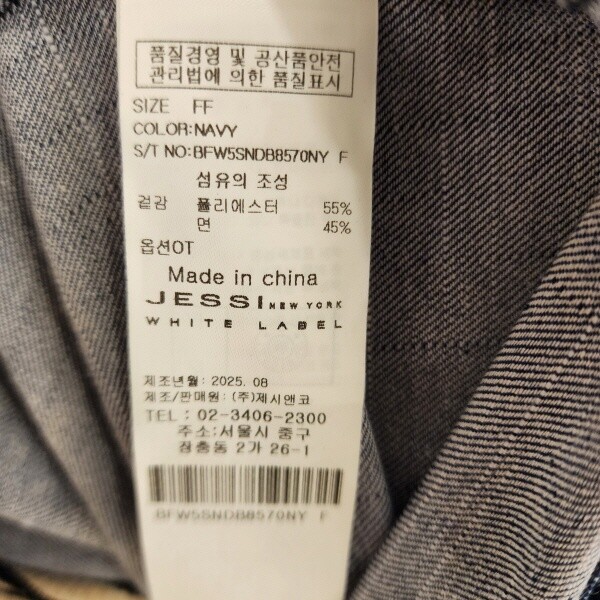 품질경영 및 공산품안전
관리법에 의한 품질표시
SIZE FF
COLOR:NAVY
S/T NO:BFW5SNDB8570NY F
섬유의 조성
겉감 폴리에스터 55%
면 45%
옵션OT
Made in china
JESSI NEW YORK
WHITE LABEL
제조년월: 2025. 08
제조/판매원: (주)제시앤코
TEL : 02-3406-2300
주소:서울시 중구
장충동 2가 26-1
BFW5SNDB8570NY F